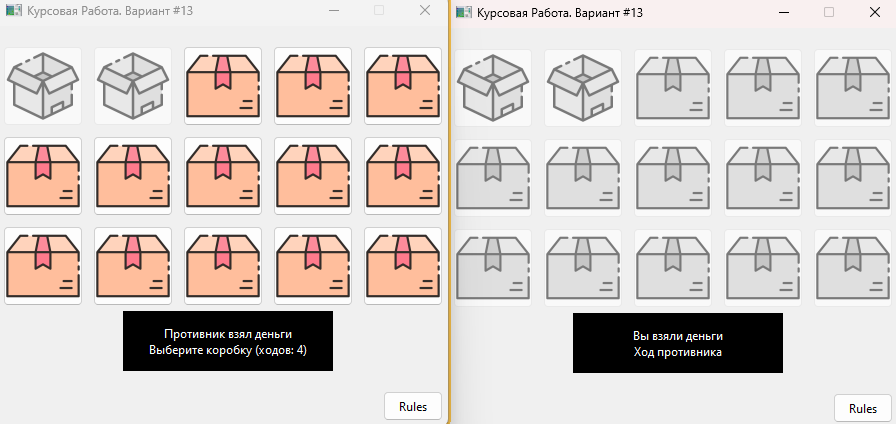 Курсовая Работа. Вариант #13
Противник взял деньги
Выберите коробку (ходов: 4)
Rules
Курсовая Работа. Вариант #13
Вы взяли деньги
Ход противника
Rules